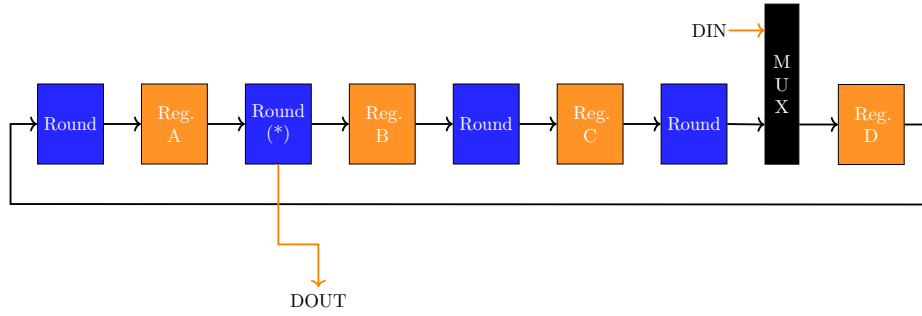 DIN
M
U
X
Round
Reg.
A
Round
(*)
Reg.
B
Round
Reg.
C
Round
Reg.
D
DOUT